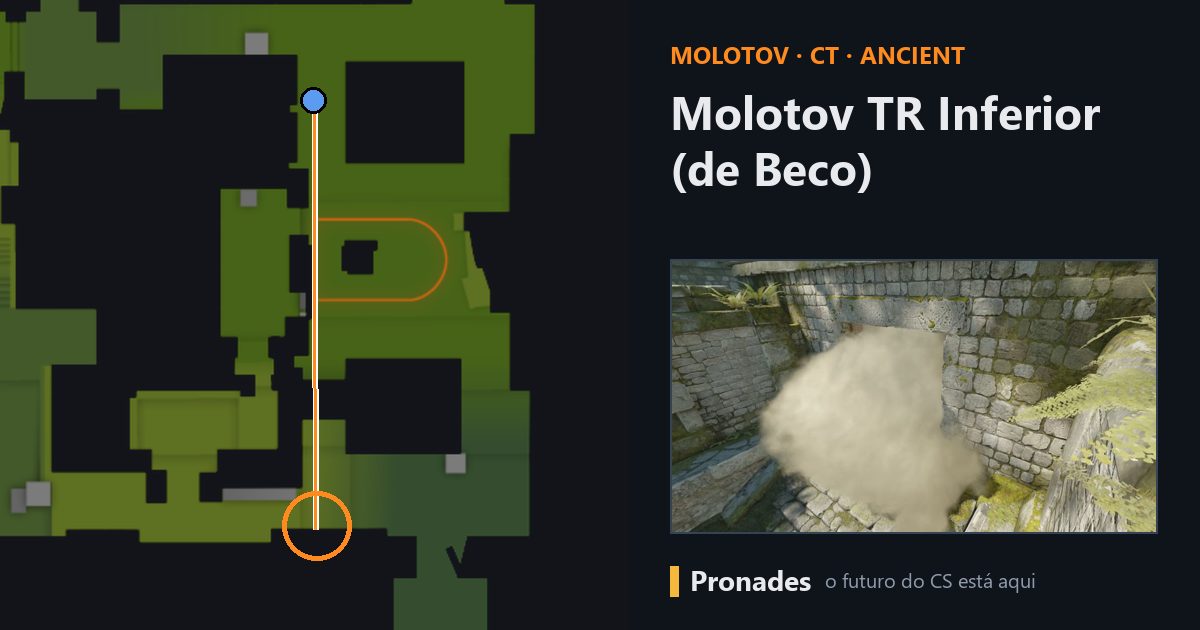 MOLOTOV · CT · ANCIENT
Molotov TR Inferior
(de Beco)
Pronades o futuro do CS está aqui